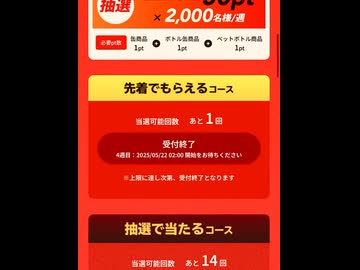 抽選
× 2,000名様/週
必要pt数
缶商品
1pt
ボトル缶商品
1pt
ペットボトル商品
1pt
先着でもらえるコース
当選可能回数 あと1回
受付終了
4週目：2025/05/22 02:00 開始をお待ちください
※上限に達し次第、受付終了となります
抽選で当たるコース
当選可能回数 あと14回